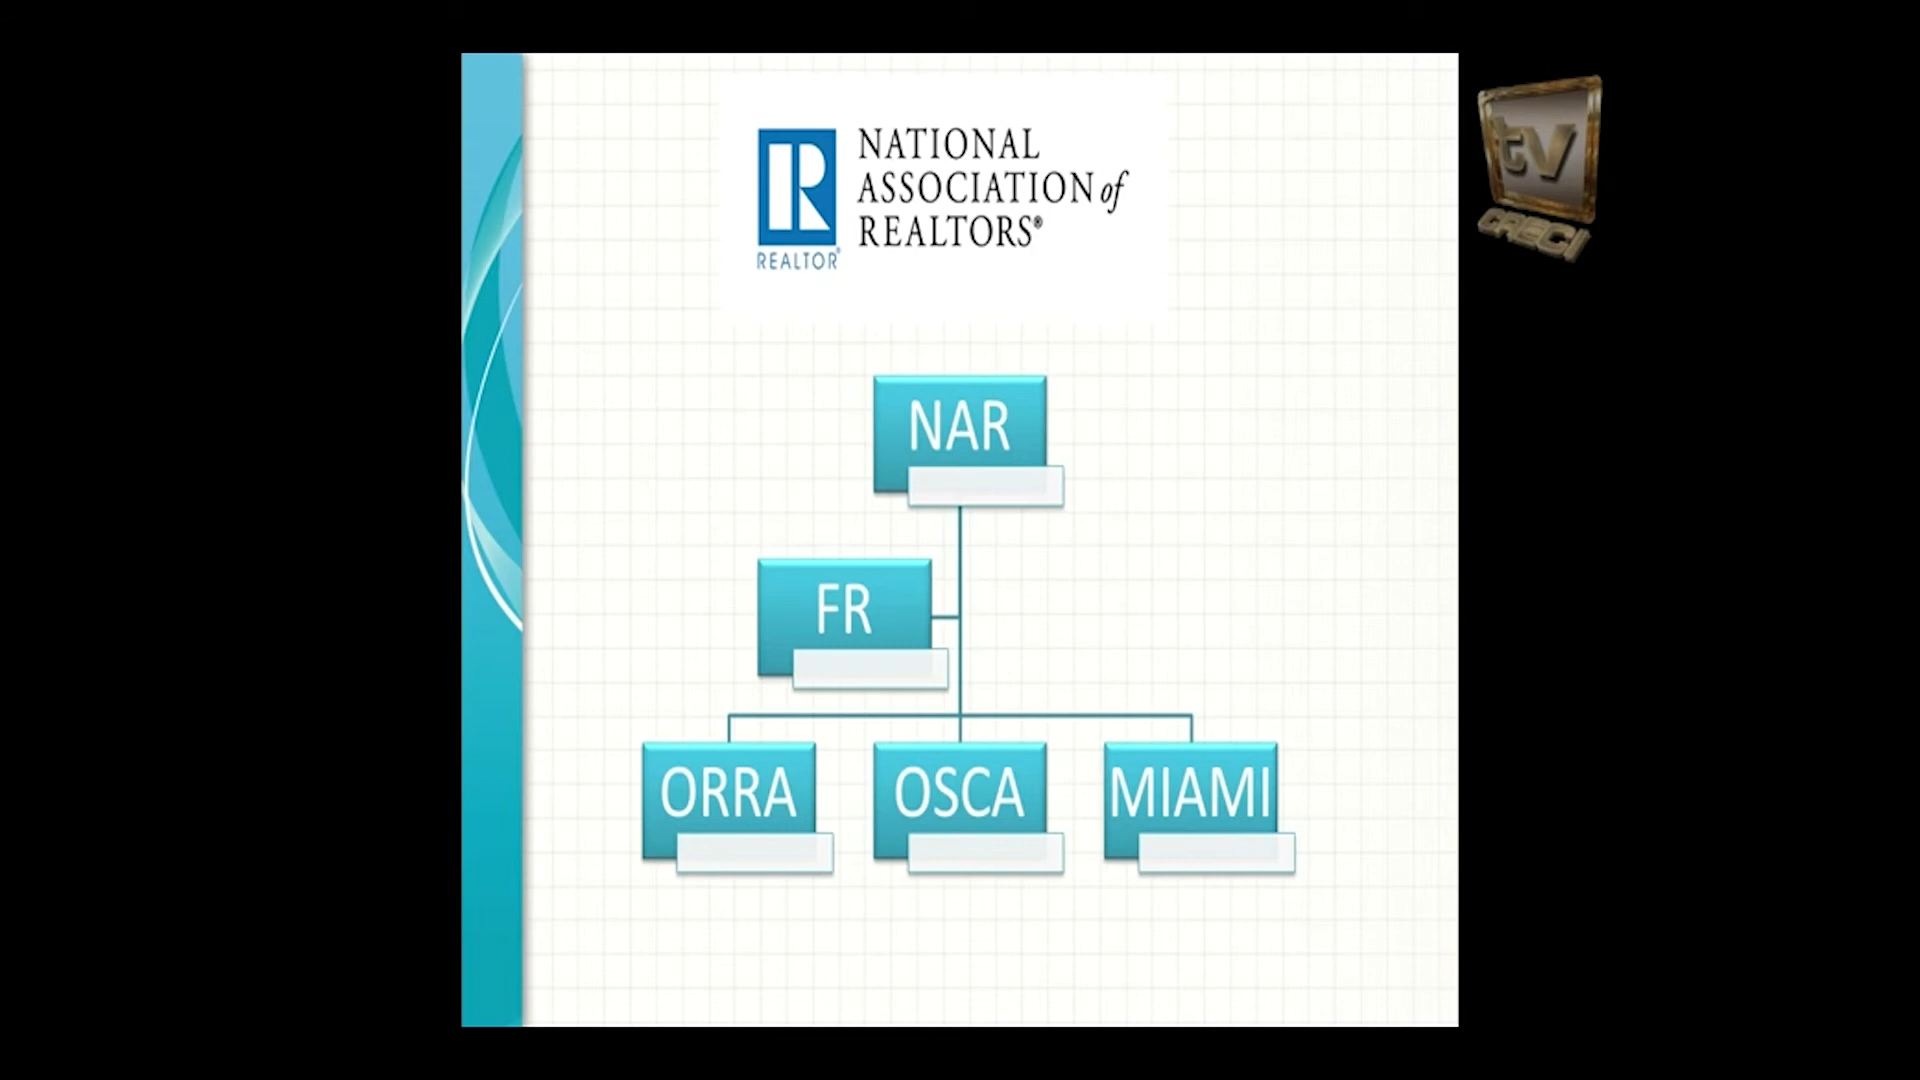 NATIONAL
ASSOCIATION of
REALTORS®
REALTOR®
tv
CRECI
NAR
FR
ORRA
OSCA
MIAMI